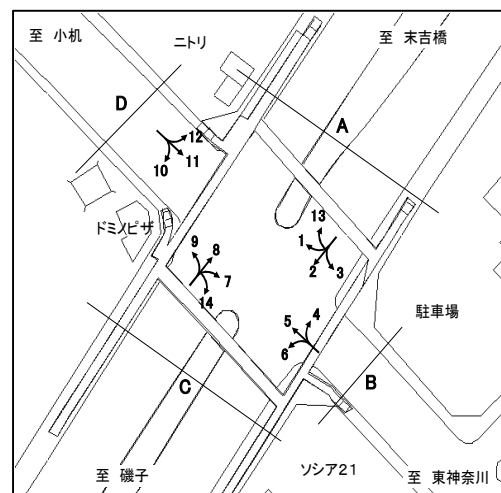 至 小机
ニトリ
至 末吉橋
D
A
12
11
10
13
1
2
3
ドミノピザ
9
8
7
14
5
4
6
駐車場
C
B
至 磯子
ソシア21
至 東神奈川